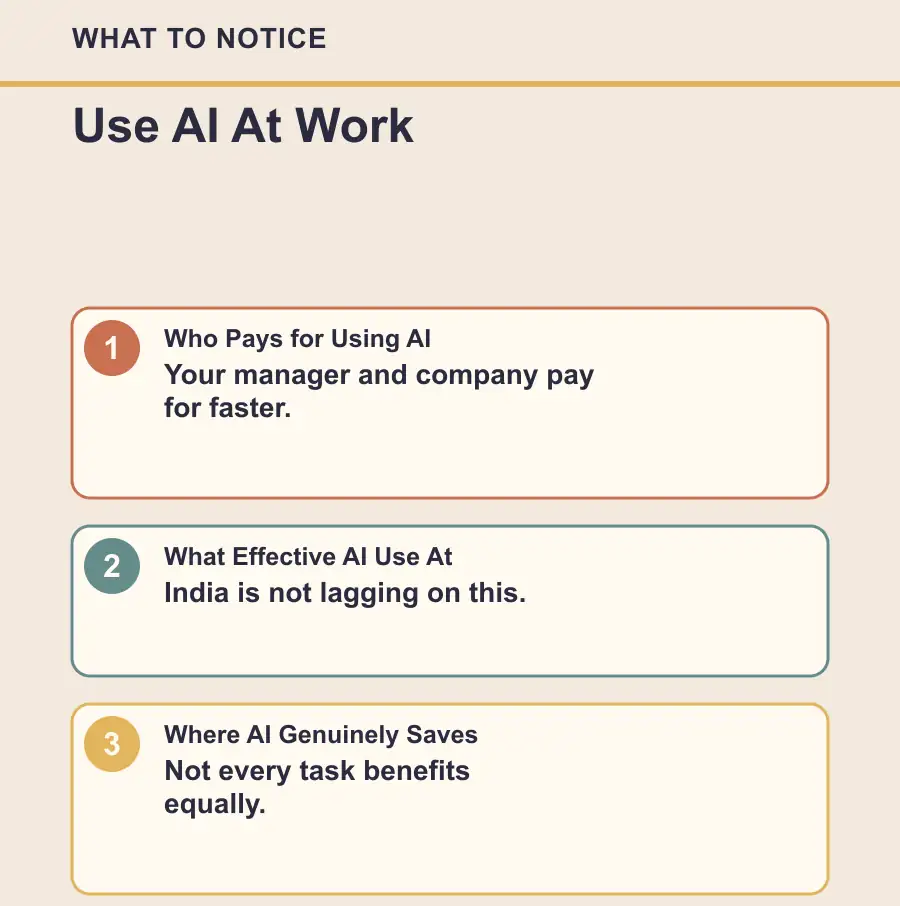 WHAT TO NOTICE
Use AI At Work
1
Who Pays for Using AI
Your manager and company pay
for faster.
2
What Effective AI Use At
India is not lagging on this.
3
Where AI Genuinely Saves
Not every task benefits
equally.